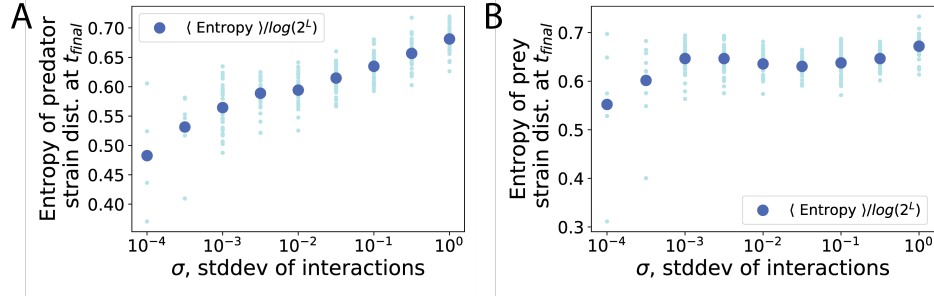 A
Entropy of predator
strain dist. at t_final
⟨ Entropy ⟩/log(2^L)
0.70
0.65
0.60
0.55
0.50
0.45
0.40
10^−4
10^−3
10^−2
10^−1
10^0
σ, stddev of interactions
B
Entropy of prey
strain dist. at t_final
0.7
0.6
0.5
0.4
0.3
⟨ Entropy ⟩/log(2^L)
10^−4
10^−3
10^−2
10^−1
10^0
σ, stddev of interactions